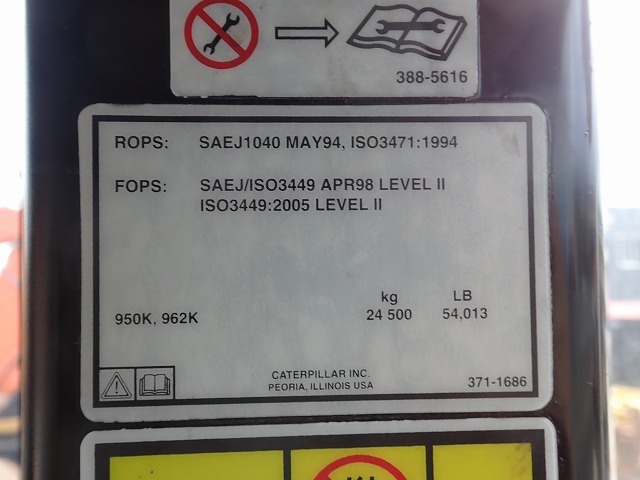 388-5616
ROPS: SAEJ1040 MAY94, ISO3471:1994
FOPS: SAEJ/ISO3449 APR98 LEVEL II
ISO3449:2005 LEVEL II
kg LB
950K, 962K 24 500 54,013
CATERPILLAR INC.
PEORIA, ILLINOIS USA
371-1686